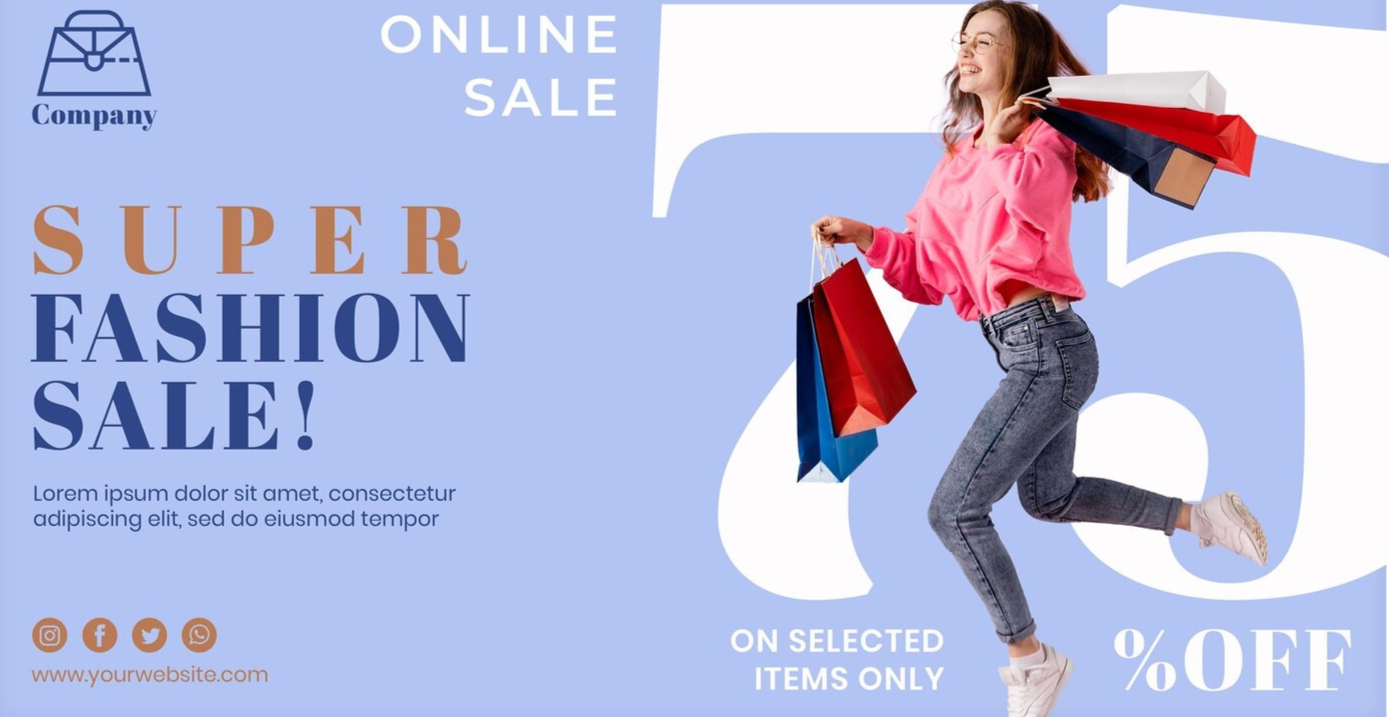 Company
ONLINE
SALE
SUPER
FASHION
SALE!
Lorem ipsum dolor sit amet, consectetur
adipiscing elit, sed do eiusmod tempor
www.yourwebsite.com
75
ON SELECTED
ITEMS ONLY
%OFF